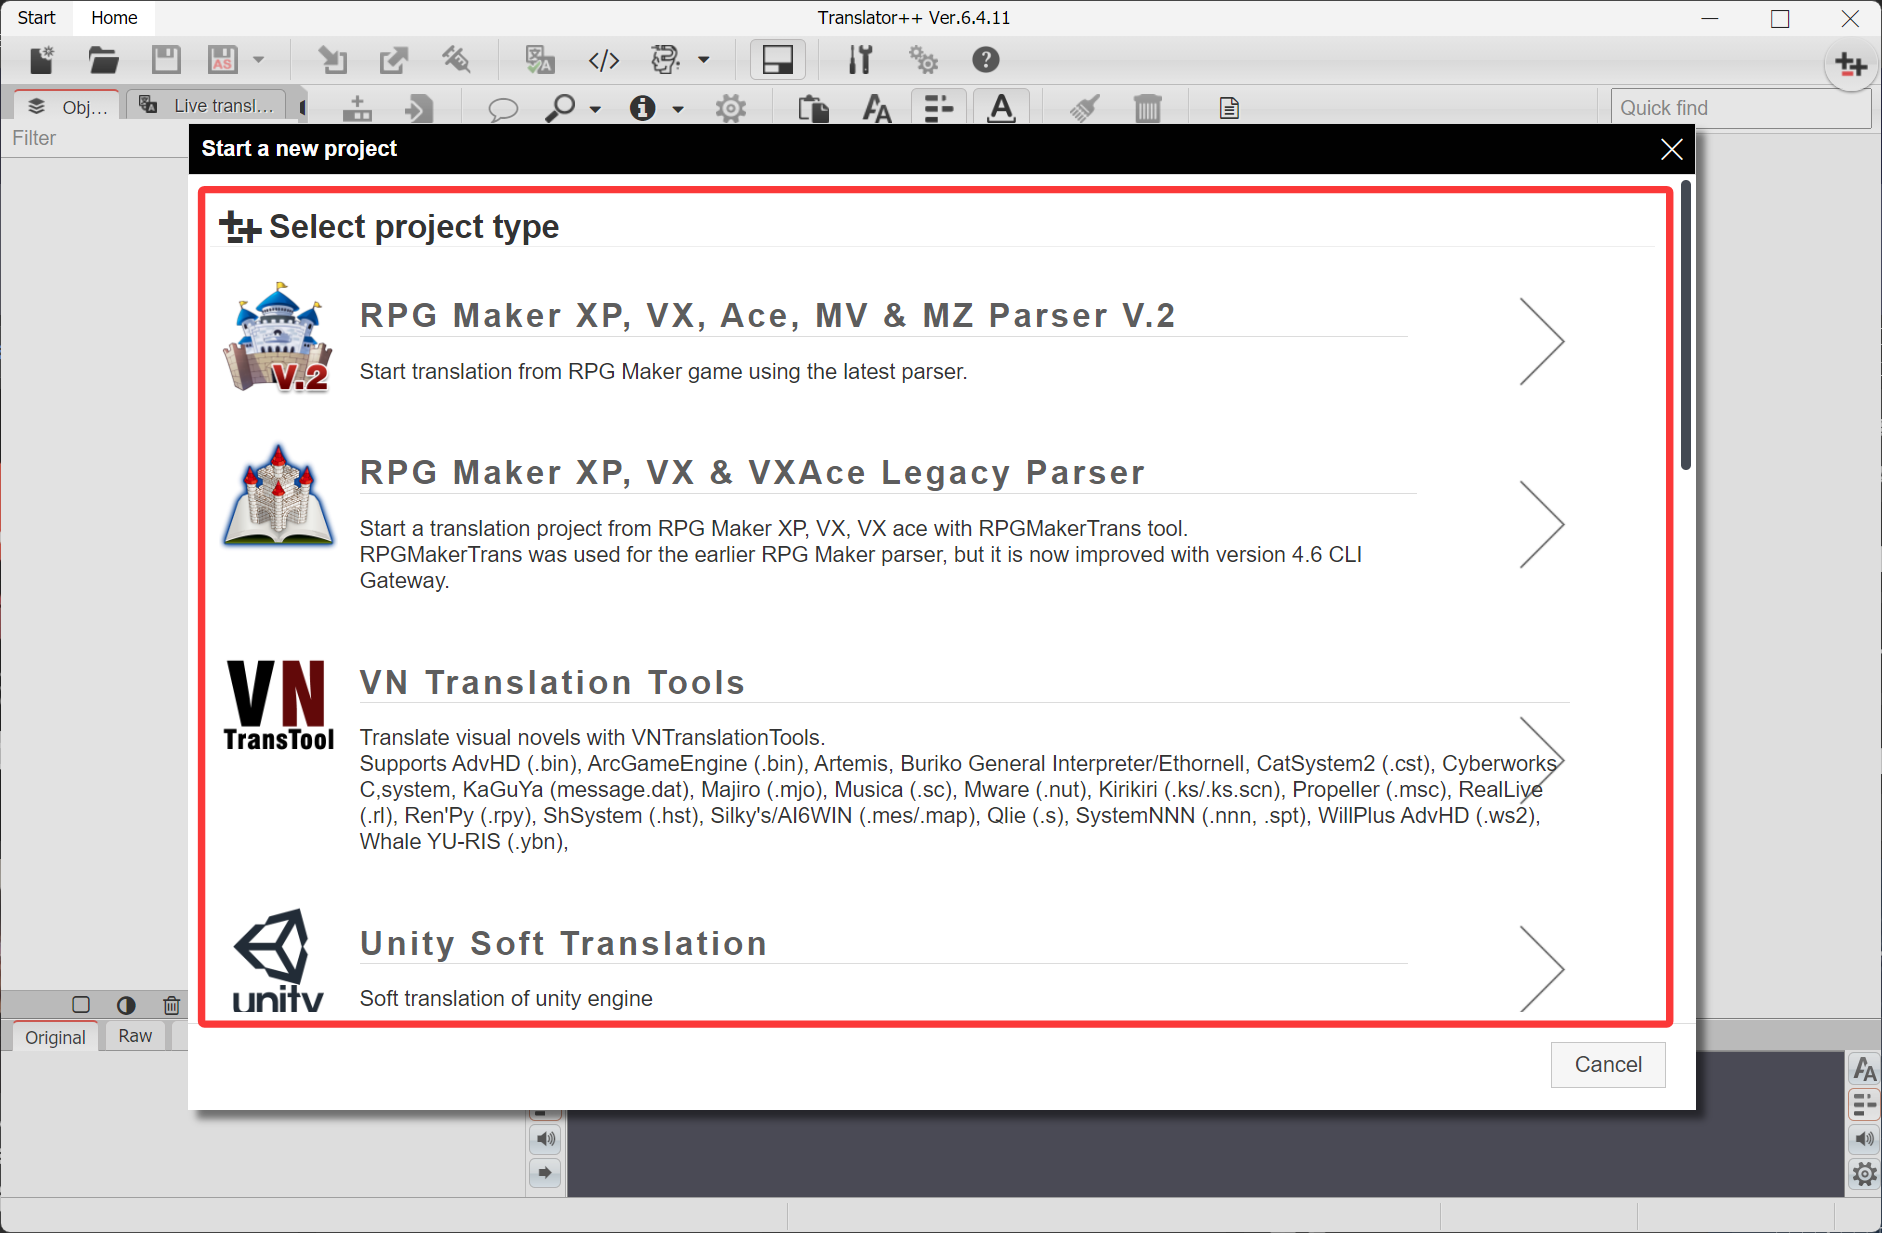 Start
Home
Translator++ Ver.6.4.11
AS
Obj...
Live transl...
Quick find
Filter
Start a new project
Select project type
V.2
RPG Maker XP, VX, Ace, MV & MZ Parser V.2
Start translation from RPG Maker game using the latest parser.
RPG Maker XP, VX & VXAce Legacy Parser
Start a translation project from RPG Maker XP, VX, VX ace with RPGMakerTrans tool.
RPGMakerTrans was used for the earlier RPG Maker parser, but it is now improved with version 4.6 CLI
Gateway.
VN
TransTool
VN Translation Tools
Translate visual novels with VNTranslationTools.
Supports AdvHD (.bin), ArcGameEngine (.bin), Artemis, Buriko General Interpreter/Ethornell, CatSystem2 (.cst), Cyberworks
C,system, KaGuYa (message.dat), Majiro (.mjo), Musica (.sc), Mware (.nut), Kirikiri (.ks/.ks.scn), Propeller (.msc), RealLive
(.rl), Ren'Py (.rpy), ShSystem (.hst), Silky's/AI6WIN (.mes/.map), Qlie (.s), SystemNNN (.nnn, .spt), WillPlus AdvHD (.ws2),
Whale YU-RIS (.ybn),
unity
Unity Soft Translation
Soft translation of unity engine
Original
Raw
Cancel